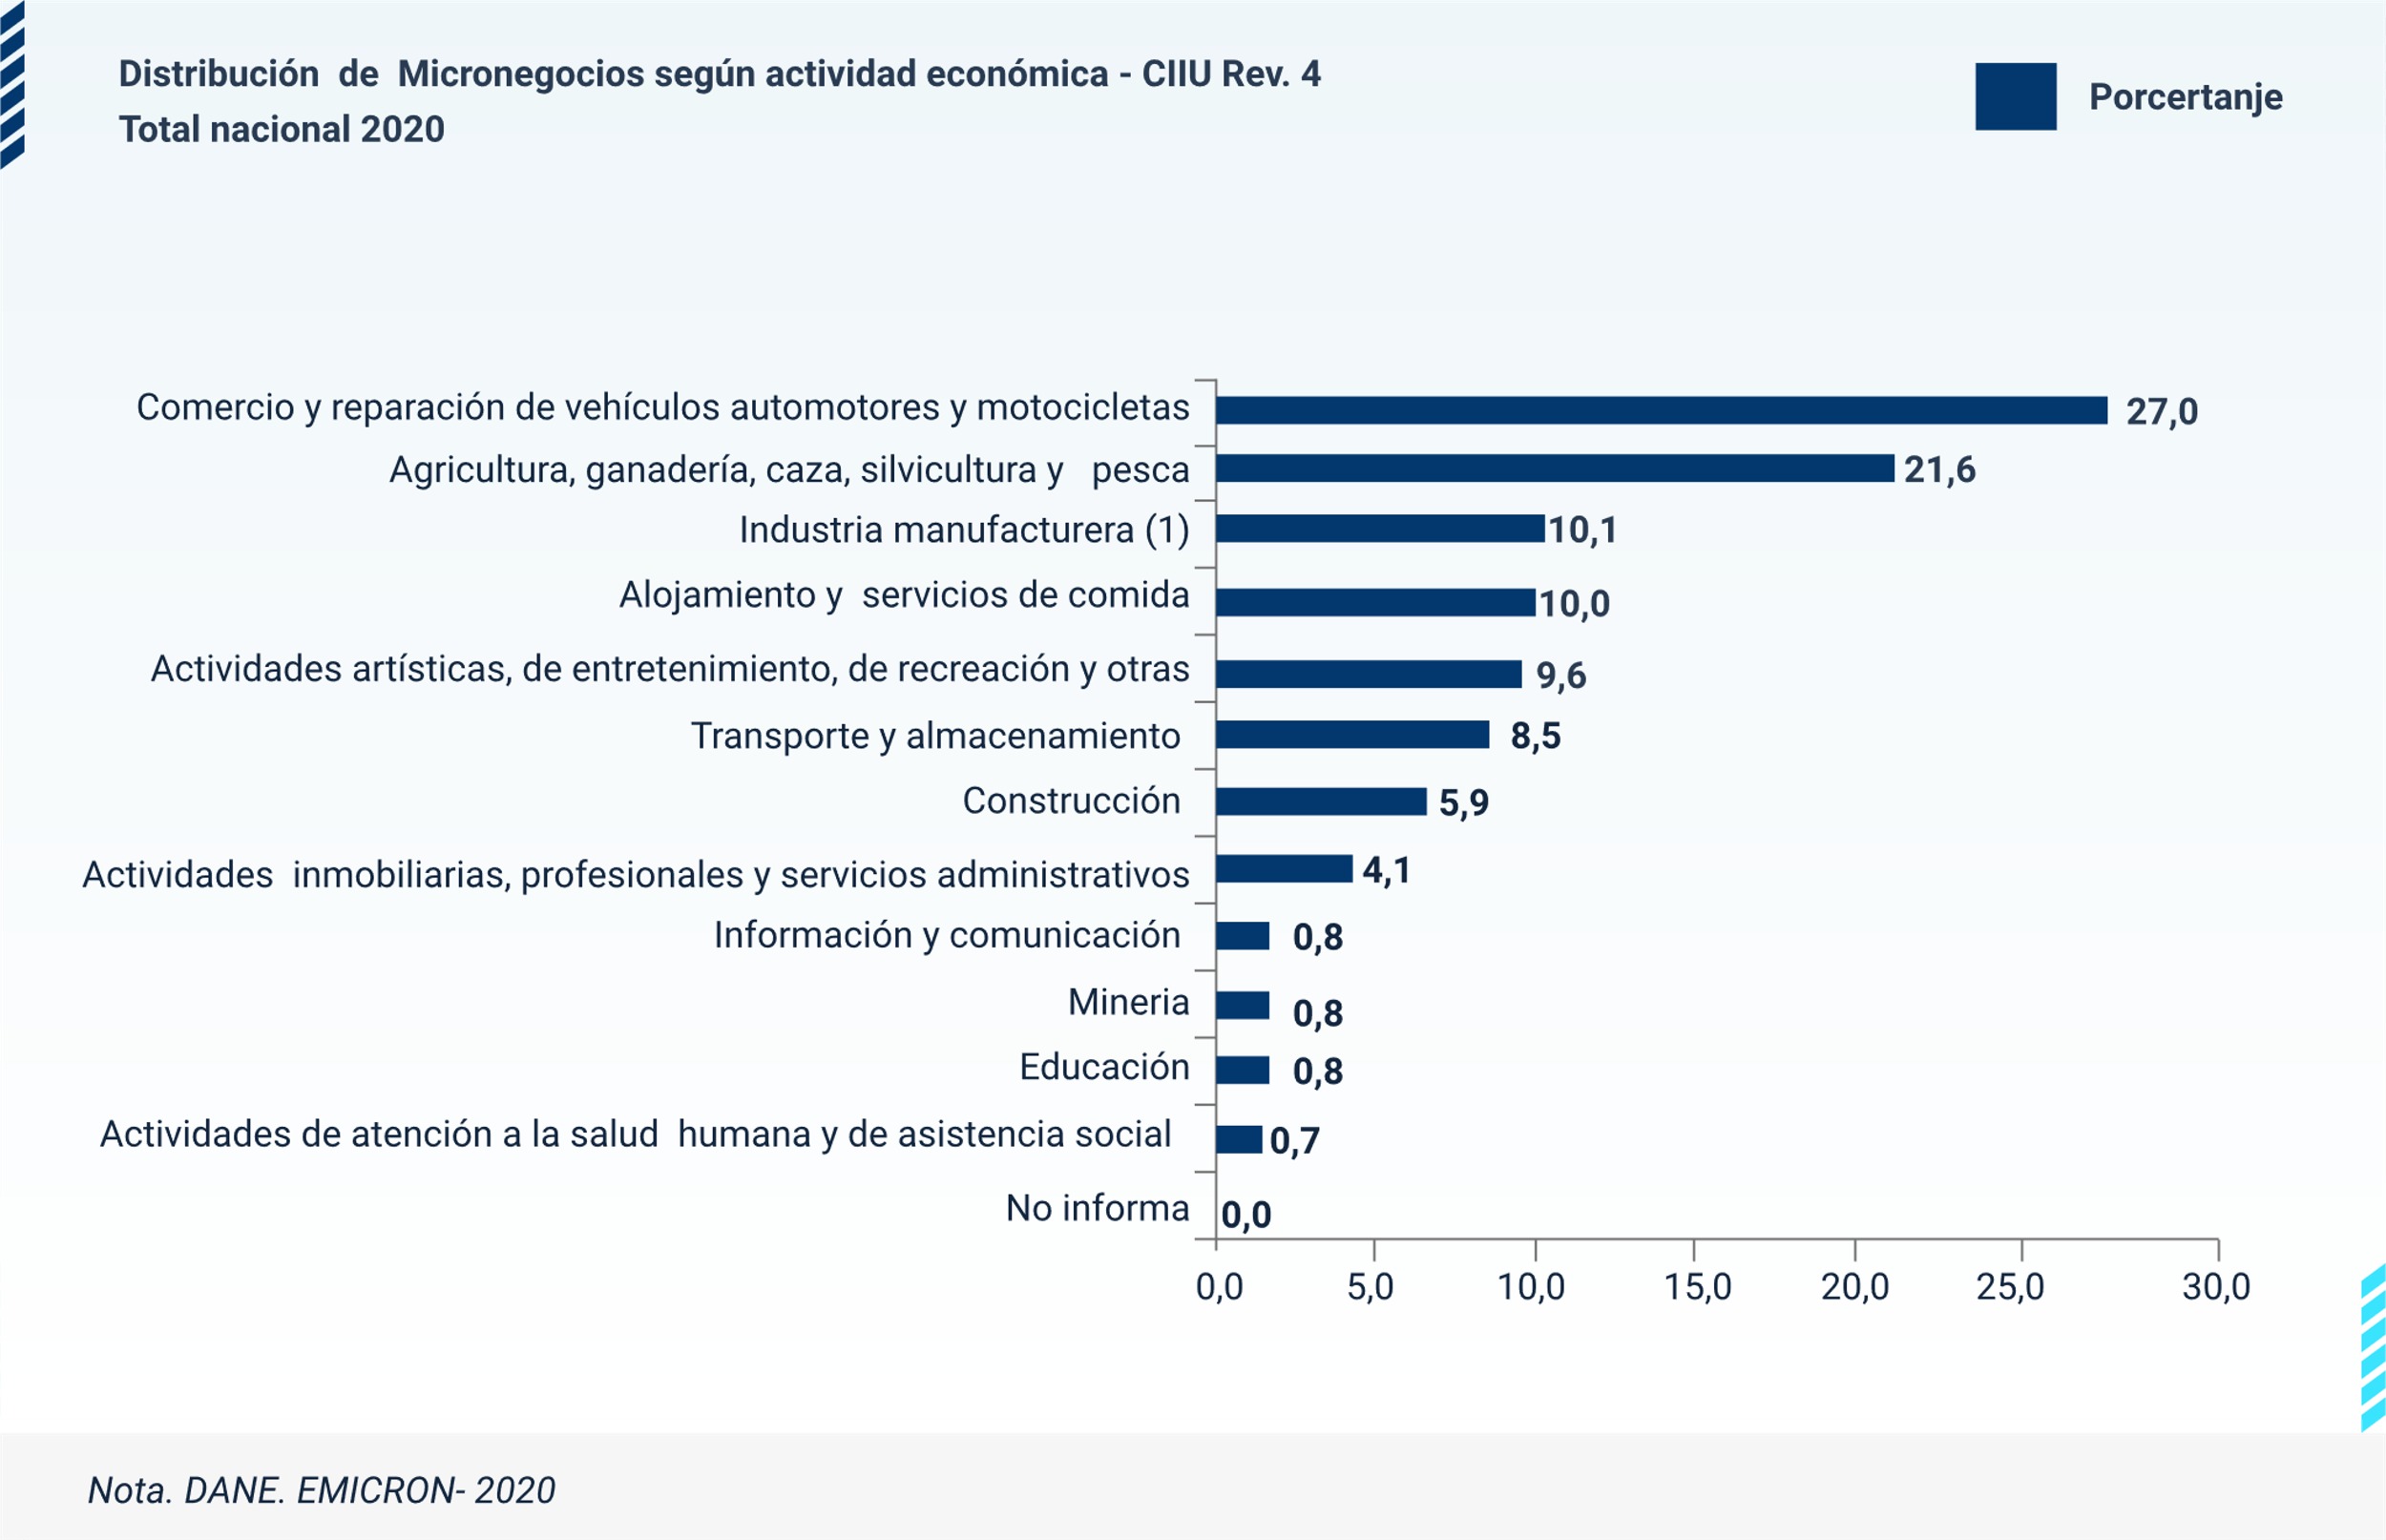 Distribución de Micronegocios según actividad económica - CIIU Rev. 4
Total nacional 2020
Porcertanje
Comercio y reparación de vehículos automotores y motocicletas 27,0
Agricultura, ganadería, caza, silvicultura y pesca 21,6
Industria manufacturera (1) 10,1
Alojamiento y servicios de comida 10,0
Actividades artísticas, de entretenimiento, de recreación y otras 9,6
Transporte y almacenamiento 8,5
Construcción 5,9
Actividades inmobiliarias, profesionales y servicios administrativos 4,1
Información y comunicación 0,8
Mineria 0,8
Educación 0,8
Actividades de atención a la salud humana y de asistencia social 0,7
No informa 0,0
0,0 5,0 10,0 15,0 20,0 25,0 30,0
Nota. DANE. EMICRON- 2020